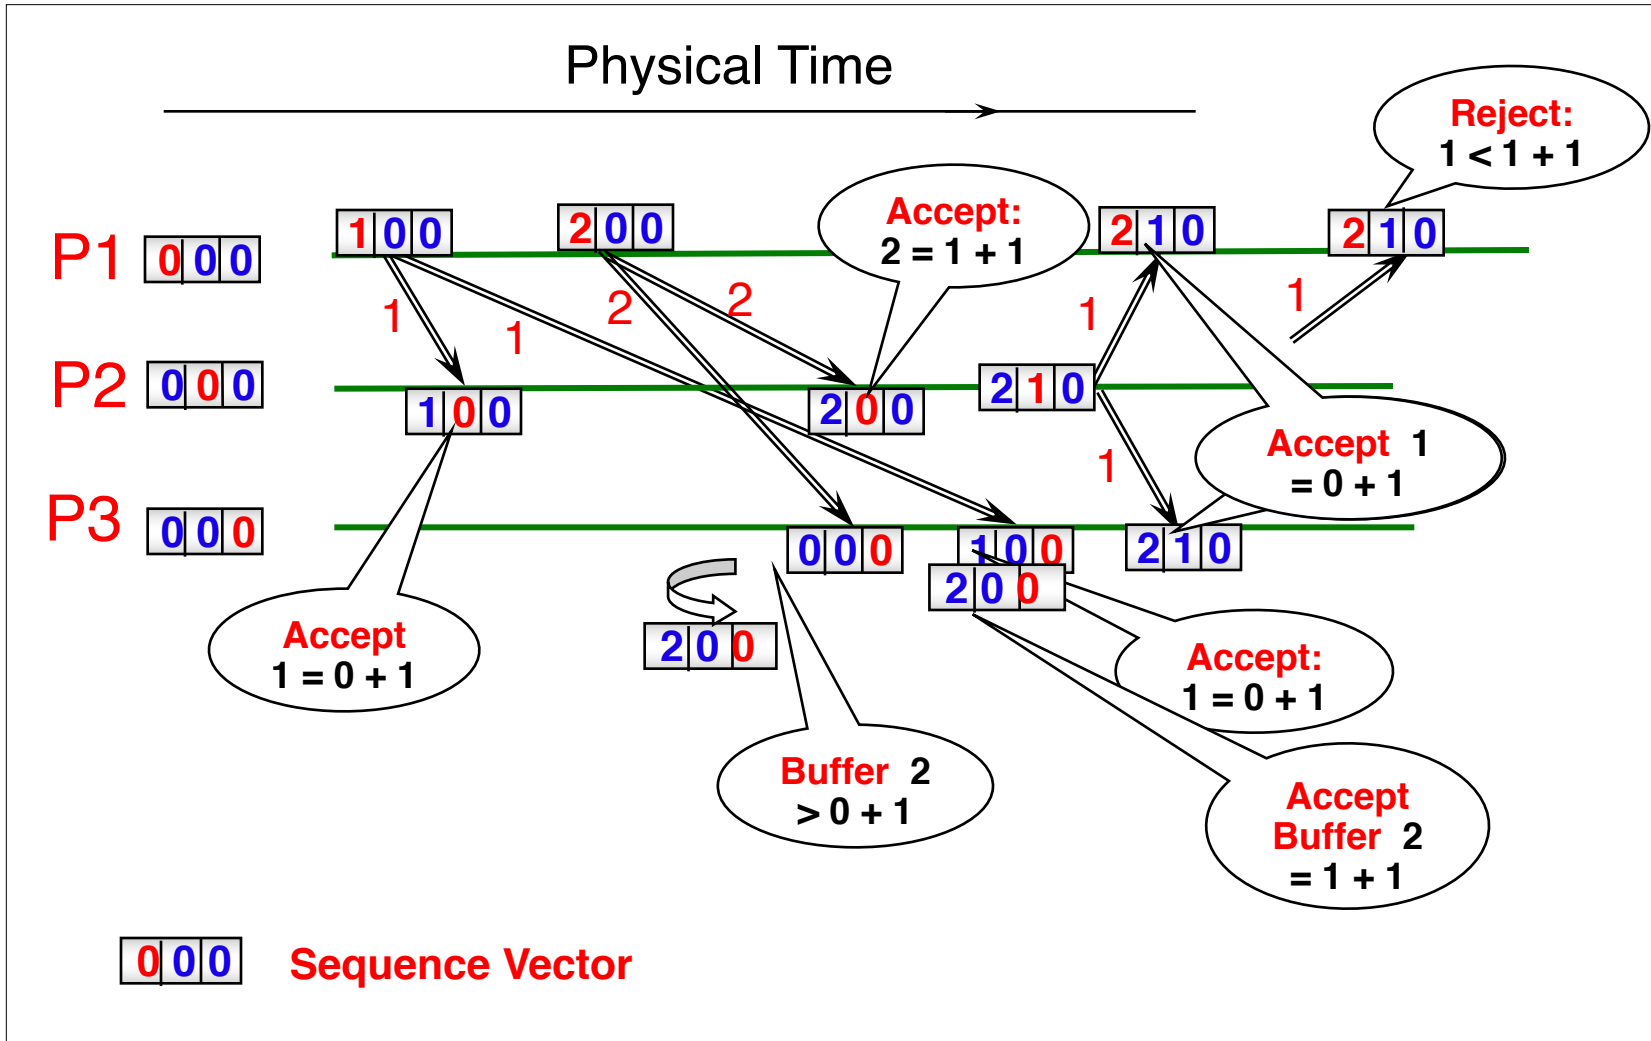 Physical Time
Reject:
1 < 1 + 1
Accept:
2 = 1 + 1
P1
0 0 0
1 0 0
2 0 0
2 1 0
2 1 0
1
1
2
2
1
1
P2
0 0 0
1 0 0
2 0 0
2 1 0
1
Accept 1
= 0 + 1
P3
0 0 0
0 0 0
1 0 0
2 0 0
2 1 0
2 0 0
Accept
1 = 0 + 1
Accept:
1 = 0 + 1
Buffer 2
> 0 + 1
Accept
Buffer 2
= 1 + 1
0 0 0
Sequence Vector